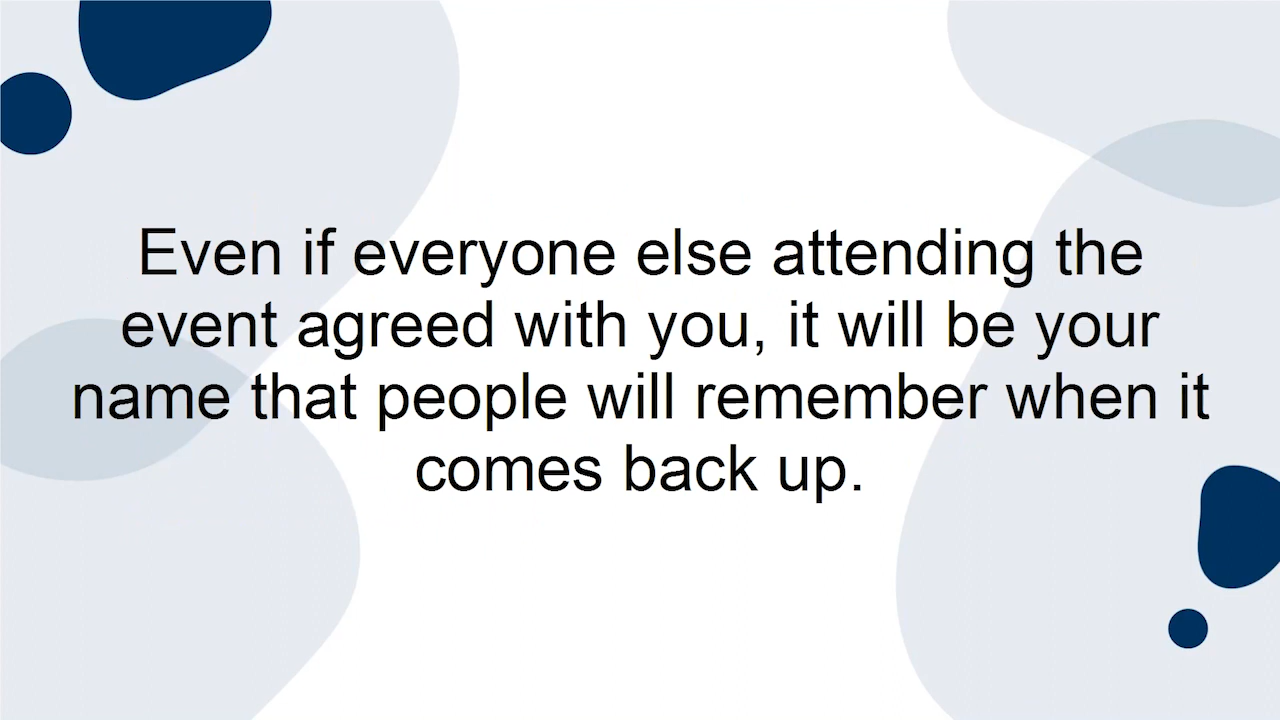 Even if everyone else attending the
event agreed with you, it will be your
name that people will remember when it
comes back up.